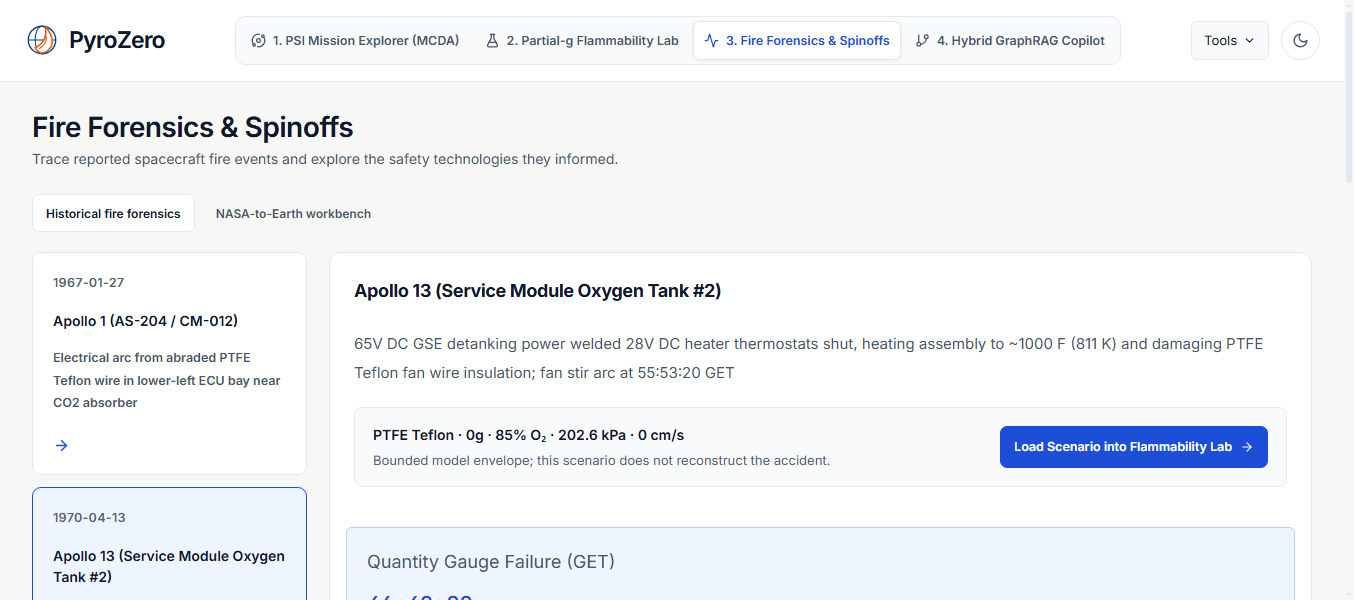 PyroZero
1. PSI Mission Explorer (MCDA)
2. Partial-g Flammability Lab
3. Fire Forensics & Spinoffs
4. Hybrid GraphRAG Copilot
Tools
Fire Forensics & Spinoffs
Trace reported spacecraft fire events and explore the safety technologies they informed.
Historical fire forensics
NASA-to-Earth workbench
1967-01-27
Apollo 1 (AS-204 / CM-012)
Electrical arc from abraded PTFE
Teflon wire in lower-left ECU bay near
CO2 absorber
1970-04-13
Apollo 13 (Service Module Oxygen
Tank #2)
Apollo 13 (Service Module Oxygen Tank #2)
65V DC GSE detanking power welded 28V DC heater thermostats shut, heating assembly to ~1000 F (811 K) and damaging PTFE
Teflon fan wire insulation; fan stir arc at 55:53:20 GET
PTFE Teflon · 0g · 85% O₂ · 202.6 kPa · 0 cm/s
Bounded model envelope; this scenario does not reconstruct the accident.
Load Scenario into Flammability Lab
Quantity Gauge Failure (GET)